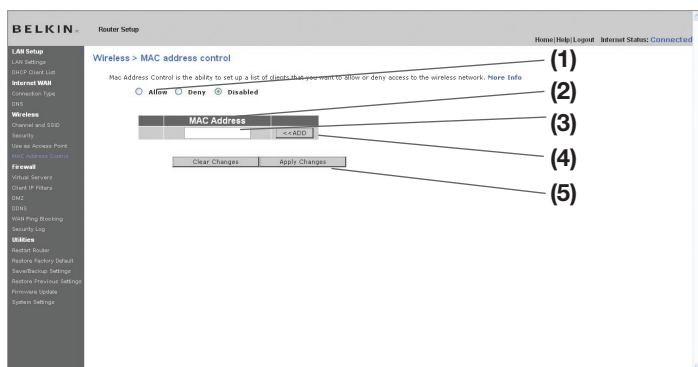 BELKIN® Router Setup
Home|Help|Logout Internet Status: Connected
LAN Setup
LAN Settings
DHCP Client List
Internet WAN
Connection Type
DNS
Wireless
Channel and SSID
Security
Use as Access Point
MAC Address Control
Firewall
Virtual Servers
Client IP Filters
DMZ
DDNS
WAN Ping Blocking
Security Log
Utilities
Restart Router
Restore Factory Default
Save/Backup Settings
Restore Previous Settings
Firmware Update
System Settings
Wireless > MAC address control
Mac Address Control is the ability to set up a list of clients that you want to allow or deny access to the wireless network. More Info
Allow Deny Disabled
MAC Address
<<ADD
Clear Changes Apply Changes
(1)
(2)
(3)
(4)
(5)